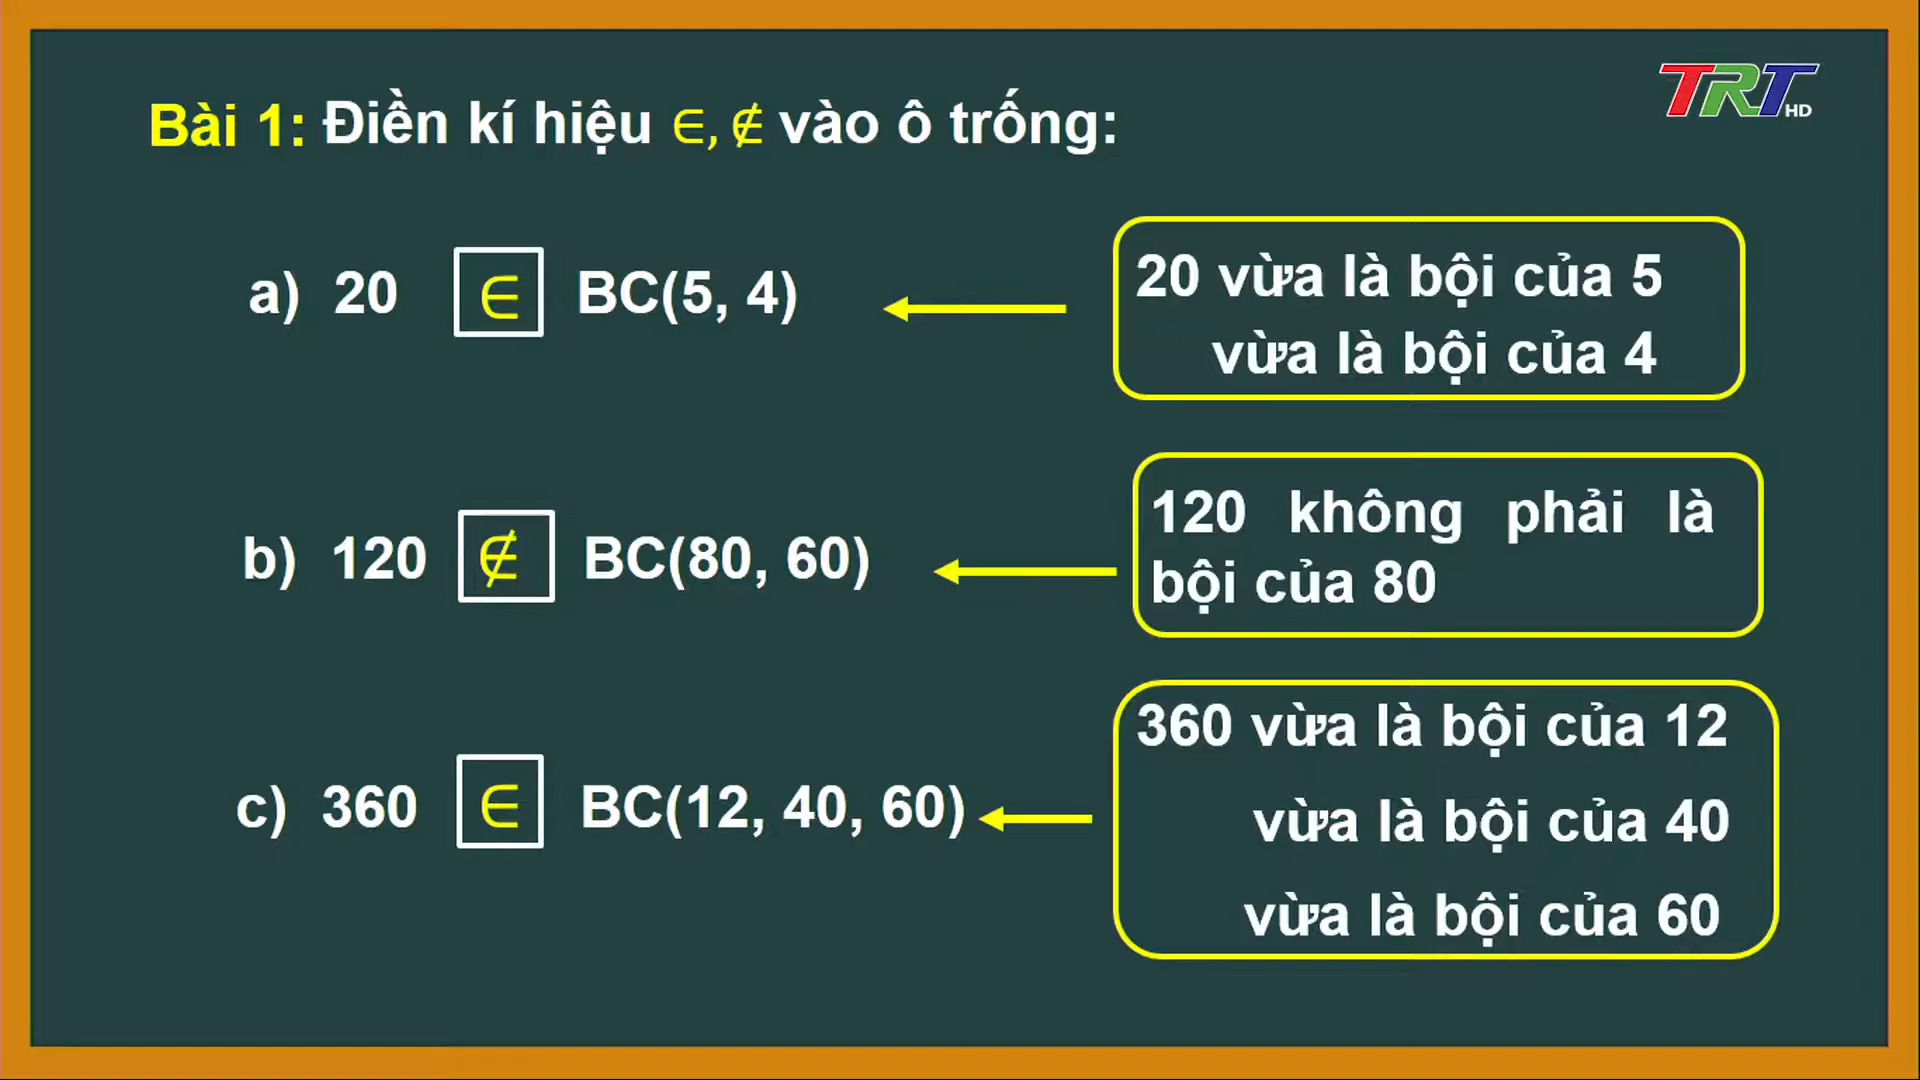 TRT HD
Bài 1: Điền kí hiệu ∈, ∉ vào ô trống:
a) 20 ∈ BC(5, 4)
20 vừa là bội của 5
vừa là bội của 4
b) 120 ∉ BC(80, 60)
120 không phải là
bội của 80
c) 360 ∈ BC(12, 40, 60)
360 vừa là bội của 12
vừa là bội của 40
vừa là bội của 60